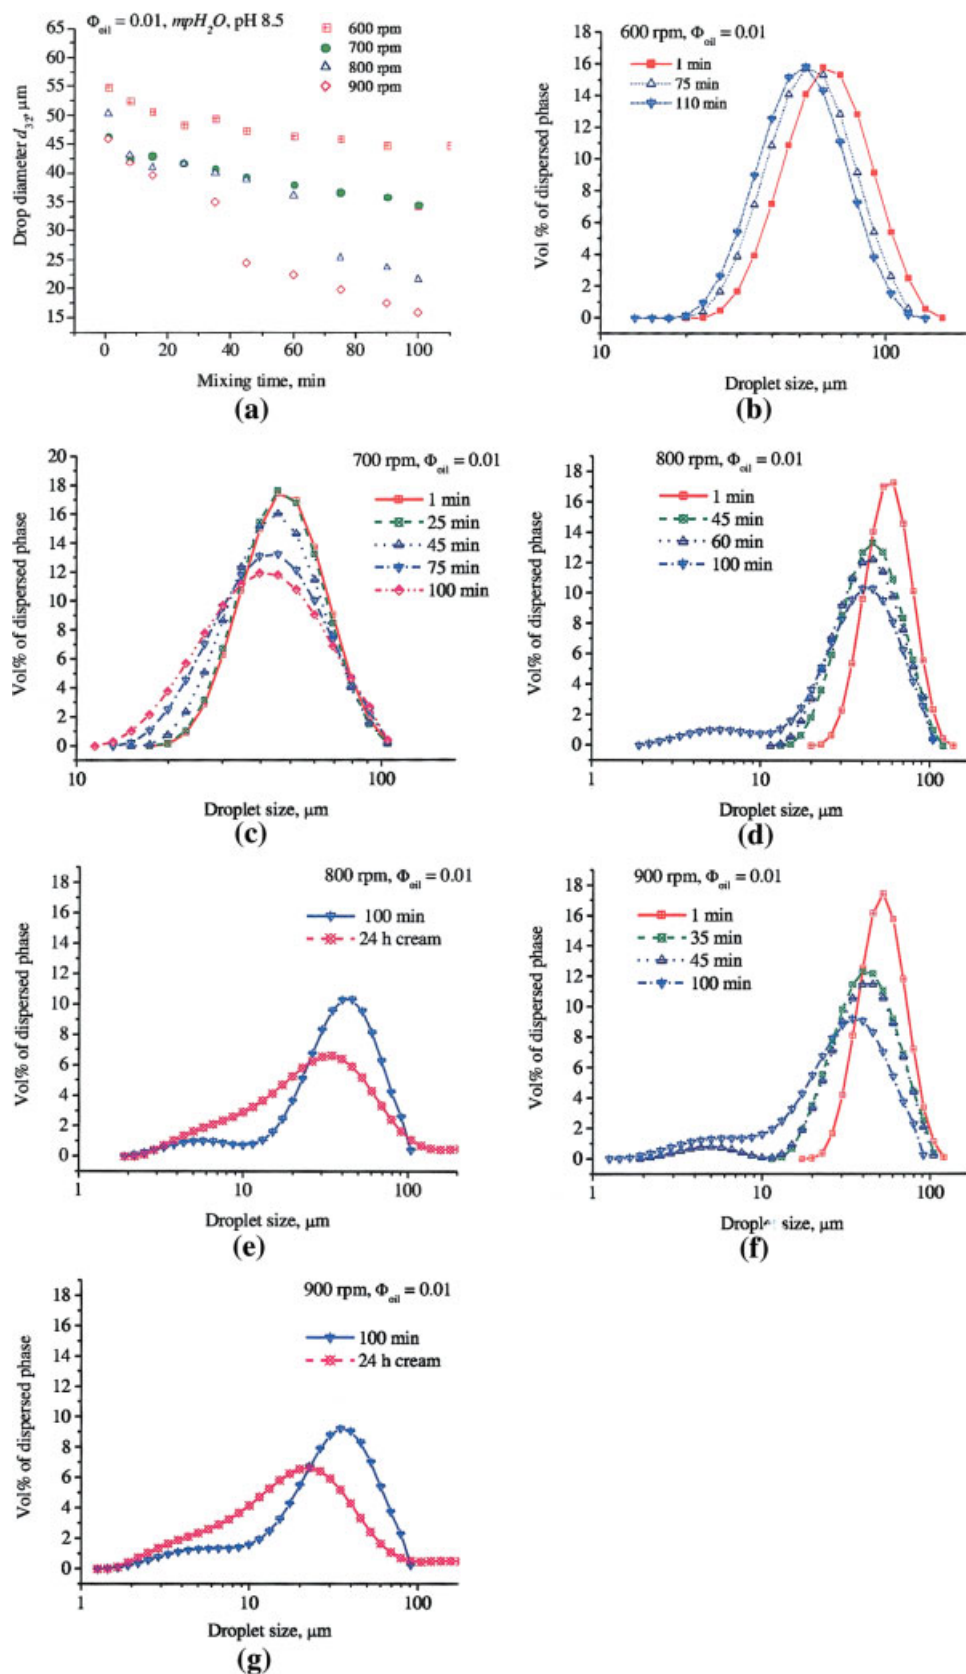 Φoil = 0.01, mpH2O, pH 8.5
600 rpm
700 rpm
800 rpm
900 rpm
Drop diameter d32, μm
65
60
55
50
45
40
35
30
25
20
15
0
20
40
60
80
100
Mixing time, min
(a)
600 rpm, Φoil = 0.01
1 min
75 min
110 min
Vol % of dispersed phase
18
16
14
12
10
8
6
4
2
0
10
100
Droplet size, μm
(b)
700 rpm, Φoil = 0.01
1 min
25 min
45 min
75 min
100 min
Vol% of dispersed phase
20
18
16
14
12
10
8
6
4
2
0
10
100
Droplet size, μm
(c)
800 rpm, Φoil = 0.01
1 min
45 min
60 min
100 min
Vol% of dispersed phase
18
16
14
12
10
8
6
4
2
0
1
10
100
Droplet size, μm
(d)
800 rpm, Φoil = 0.01
100 min
24 h cream
Vol% of dispersed phase
18
16
14
12
10
8
6
4
2
0
1
10
100
Droplet size, μm
(e)
900 rpm, Φoil = 0.01
1 min
35 min
45 min
100 min
Vol% of dispersed phase
18
16
14
12
10
8
6
4
2
0
1
10
100
Droplet size, μm
(f)
900 rpm, Φoil = 0.01
100 min
24 h cream
Vol% of dispersed phase
18
16
14
12
10
8
6
4
2
0
1
10
100
Droplet size, μm
(g)